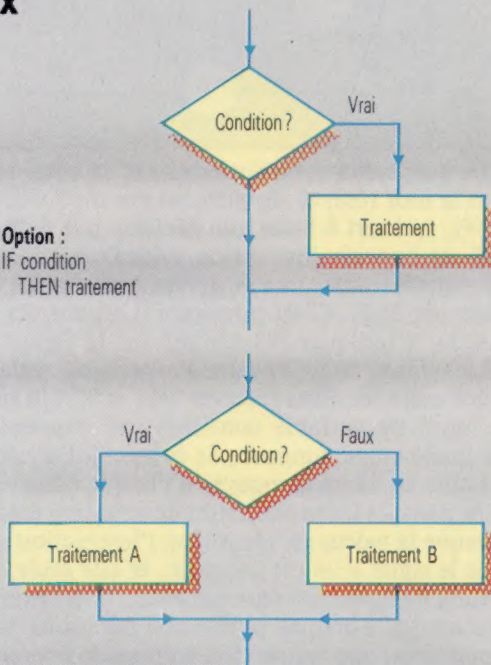 x
Condition ?
Vrai
Traitement
Option :
IF condition
THEN traitement
Vrai
Condition ?
Faux
Traitement A
Traitement B